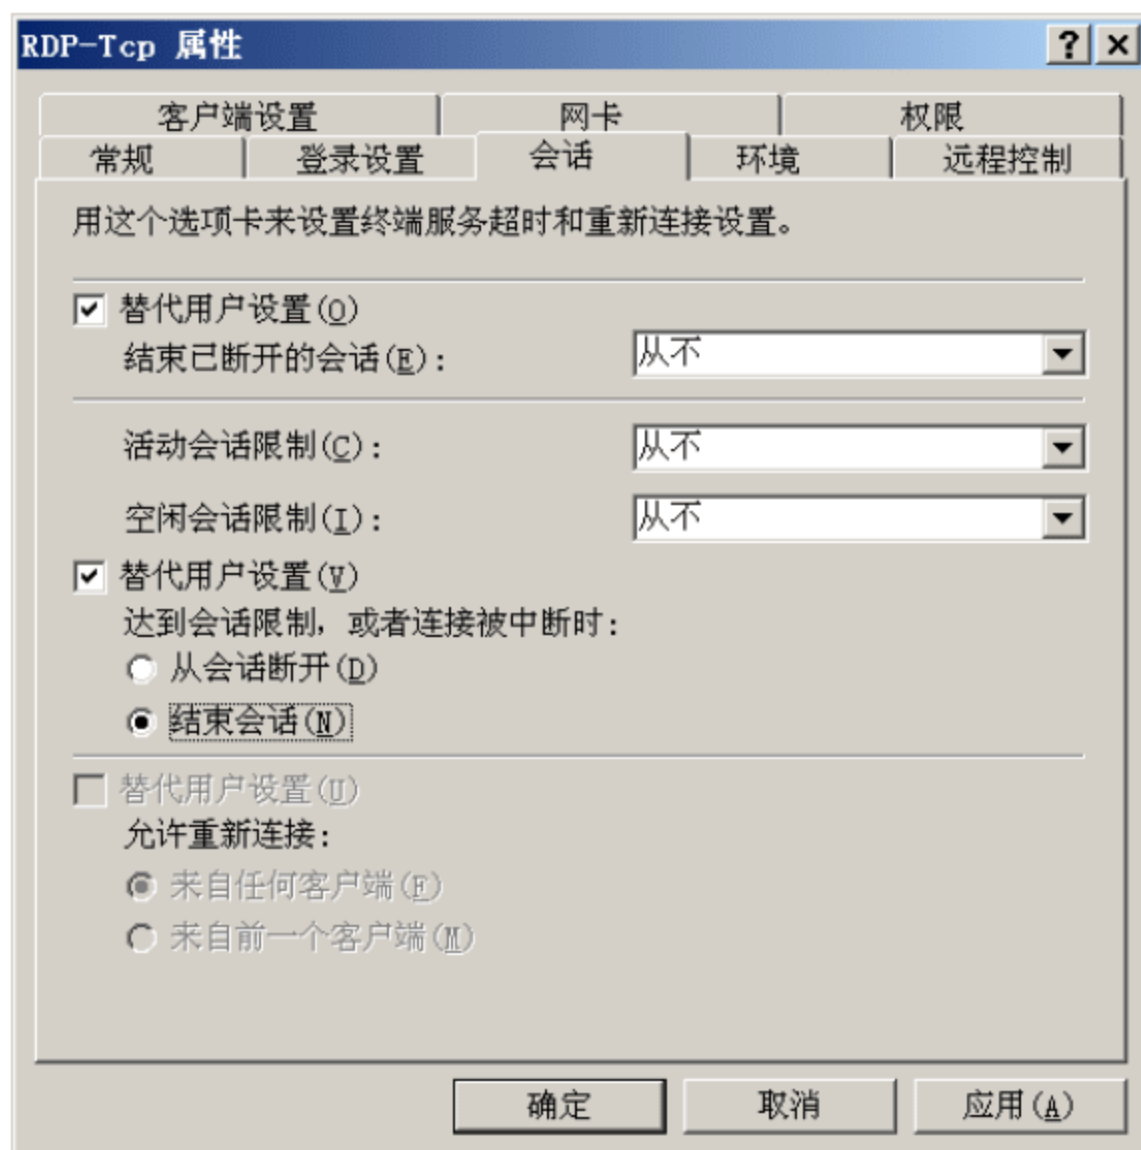 RDP-Tcp 属性
客户端设置 网卡 权限
常规 登录设置 会话 环境 远程控制
用这个选项卡来设置终端服务超时和重新连接设置。
替代用户设置(O)
结束已断开的会话(E): 从不
活动会话限制(C): 从不
空闲会话限制(I): 从不
替代用户设置(V)
达到会话限制，或者连接被中断时:
从会话断开(D)
结束会话(N)
替代用户设置(U)
允许重新连接:
来自任何客户端(F)
来自前一个客户端(M)
确定 取消 应用(A)